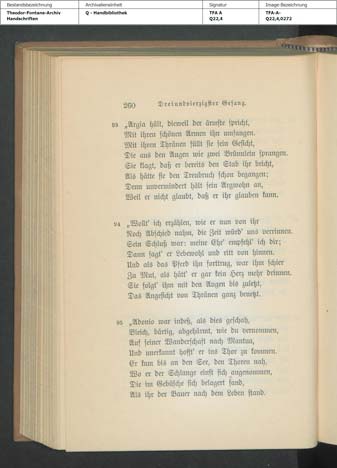 Bestandsbezeichnung Archivalieneinheit Signatur Image-Bezeichnung
Theodor-Fontane-Archiv Q - Handbibliothek TFA A TFA-A-
Handschriften Q22,4 Q22,4,0272
260 Dreiundvierzigster Gesang.
93 „Argia hält, dieweil der ärmste spricht,
Mit ihren schönen Armen ihn umfangen.
Mit ihren Thränen füllt sie sein Gesicht,
Die aus den Augen wie zwei Brünnlein sprangen.
Sie klagt, daß er bereits den Stab ihr bricht,
Als hätte sie den Treubruch schon begangen;
Denn unvermindert hält sein Argwohn an,
Weil er nicht glaubt, daß er ihr glauben kann.
94 „Wollt' ich erzählen, wie er nun von ihr
Noch Abschied nahm, die Zeit würd' uns verrinnen.
Sein Schluß war: meine Ehr' empfehl' ich dir;
Dann sagt' er Lebewohl und ritt von hinnen.
Und als das Pferd ihn forttrug, war ihm schier
Zu Mut, als hätt' er gar kein Herz mehr drinnen.
Sie folgt' ihm mit den Augen bis zuletzt,
Das Angesicht von Thränen ganz benetzt.
95 „Adonio war indeß, als dies geschah,
Bleich, bärtig, abgehärmt, wie du vernommen,
Auf seiner Wanderschaft nach Mantua,
Und unerkannt hofft' er ins Thor zu kommen.
Er kam bis an den See, den Thoren nah,
Wo er der Schlange einst sich angenommen,
Die im Gebüsche sich belagert fand,
Als ihr der Bauer nach dem Leben stand.